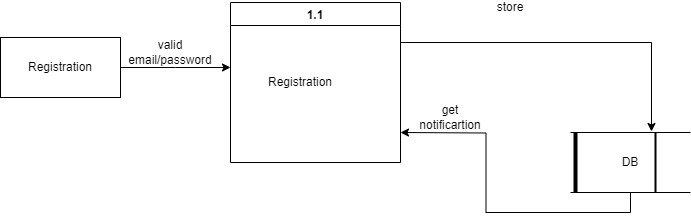 store
1.1
valid
email/password
Registration
Registration
get
notificartion
DB